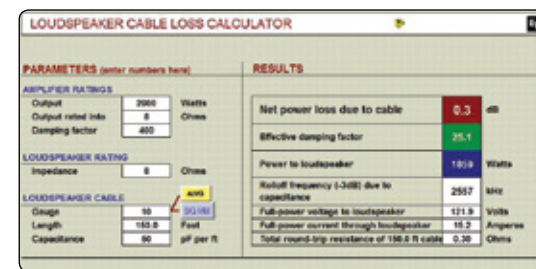 LOUDSPEAKER CABLE LOSS CALCULATOR
PARAMETERS (enter numbers here)
AMPLIFIER RATINGS
Output 2000 Watts
Output rated into 8 Ohms
Damping factor 400
LOUDSPEAKER RATING
Impedance 8 Ohms
LOUDSPEAKER CABLE
AWG
Gauge 10 SQ MM
Length 150.0 Feet
Capacitance 60 pF per ft
RESULTS
Net power loss due to cable 0.3 dB
Effective damping factor 25.1
Power to loudspeaker 1859 Watts
Rolloff frequency (-3dB) due to
capacitance 2557 kHz
Full-power voltage to loudspeaker 121.9 Volts
Full-power current through loudspeaker 15.2 Amperes
Total round-trip resistance of 150.0 ft cable 0.30 Ohms